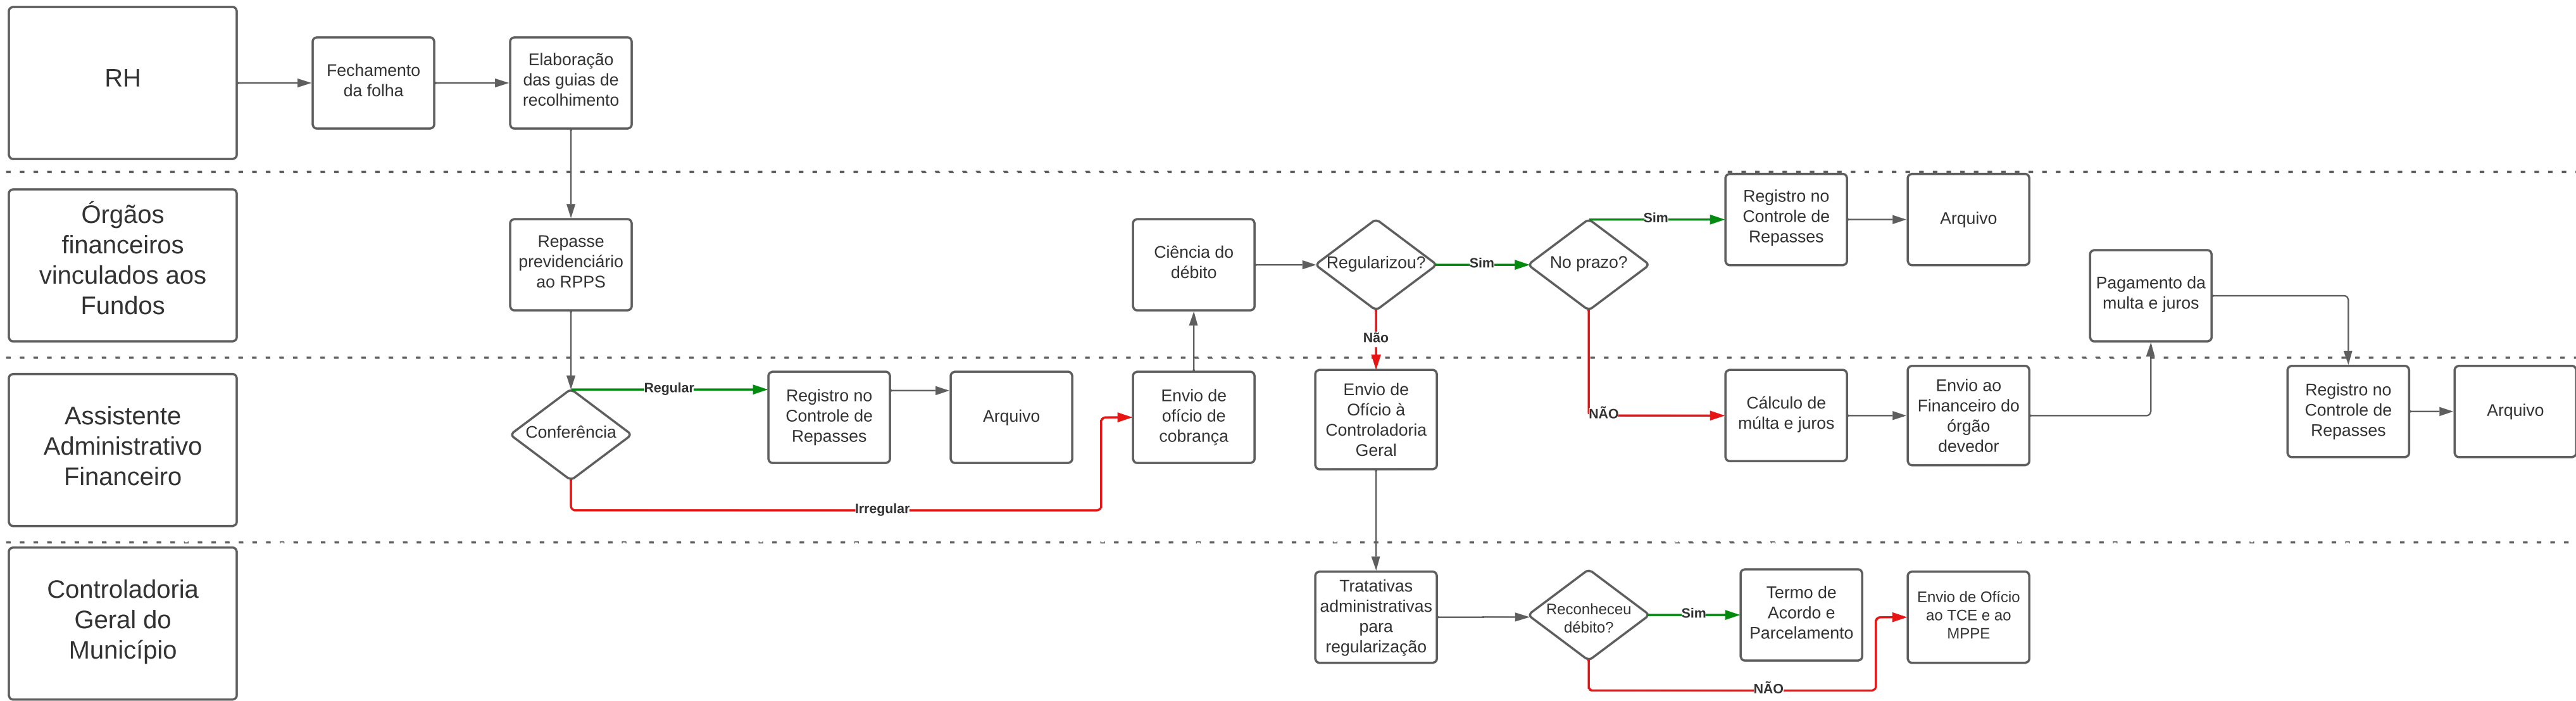 RH
Fechamento
da folha
Elaboração
das guias de
recolhimento
Órgãos
financeiros
vinculados aos
Fundos
Repasse
previdenciário
ao RPPS
Ciência do
débito
Regularizou?
Sim
No prazo?
Sim
Registro no
Controle de
Repasses
Arquivo
Pagamento da
multa e juros
Não
NÃO
Assistente
Administrativo
Financeiro
Conferência
Regular
Registro no
Controle de
Repasses
Arquivo
Irregular
Envio de
ofício de
cobrança
Envio de
Ofício à
Controladoria
Geral
Cálculo de
múlta e juros
Envio ao
Financeiro do
órgão
devedor
Registro no
Controle de
Repasses
Arquivo
Controladoria
Geral do
Município
Tratativas
administrativas
para
regularização
Reconheceu
débito?
Sim
Termo de
Acordo e
Parcelamento
NÃO
Envio de Ofício
ao TCE e ao
MPPE